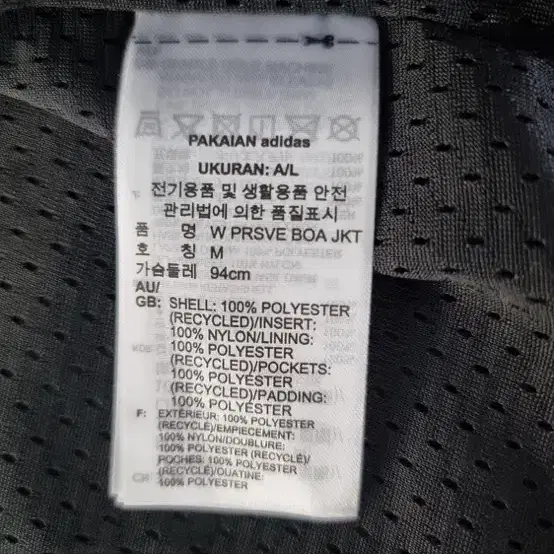 PAKAIAN adidas
UKURAN: A/L
전기용품 및 생활용품 안전
관리법에 의한 품질표시
품 명 W PRSVE BOA JKT
호 칭 M
가슴둘레 94cm
AU/
GB: SHELL: 100% POLYESTER
(RECYCLED)/INSERT:
100% NYLON/LINING:
100% POLYESTER
(RECYCLED)/POCKETS:
100% POLYESTER
(RECYCLED)/PADDING:
100% POLYESTER
F: EXTÉRIEUR: 100% POLYESTER
(RECYCLÉ)/EMPIECEMENT:
100% NYLON/DOUBLURE:
100% POLYESTER (RECYCLÉ)/
POCHES: 100% POLYESTER
(RECYCLÉ)/OUATINE:
100% POLYESTER